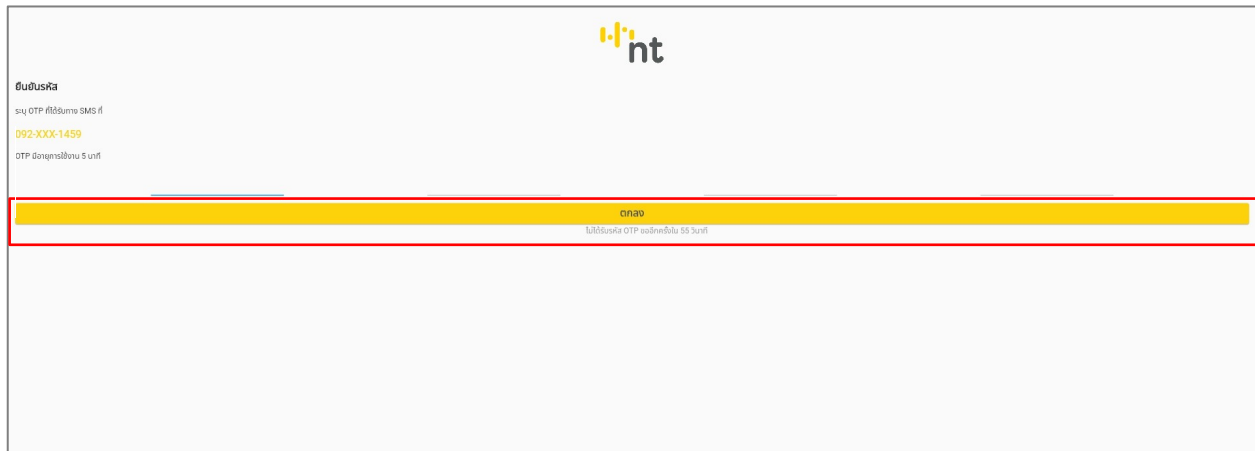 nt
ยืนยันรหัส
ระบุ OTP ที่ได้รับทาง SMS ที่
092-XXX-1459
OTP มีอายุการใช้งาน 5 นาที
ตกลง
ไม่ได้รับรหัส OTP ขออีกครั้งใน 55 วินาที